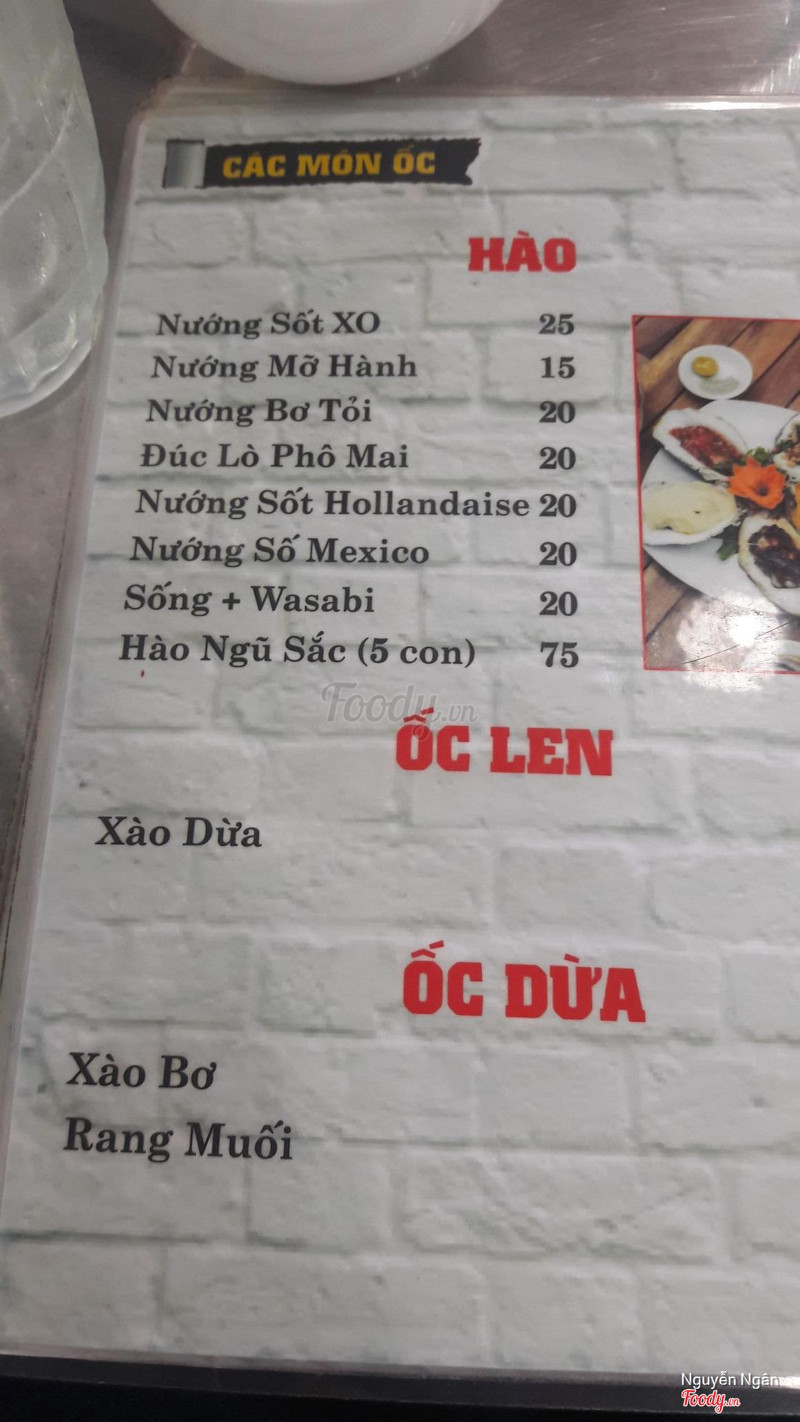 CÁC MÓN ỐC
HÀO
Nướng Sốt XO 25
Nướng Mỡ Hành 15
Nướng Bơ Tỏi 20
Đúc Lò Phô Mai 20
Nướng Sốt Hollandaise 20
Nướng Số Mexico 20
Sống + Wasabi 20
Hào Ngũ Sắc (5 con) 75
Foody.vn
ỐC LEN
Xào Dừa
ỐC DỪA
Xào Bơ
Rang Muối
Nguyễn Ngân
Foody.vn